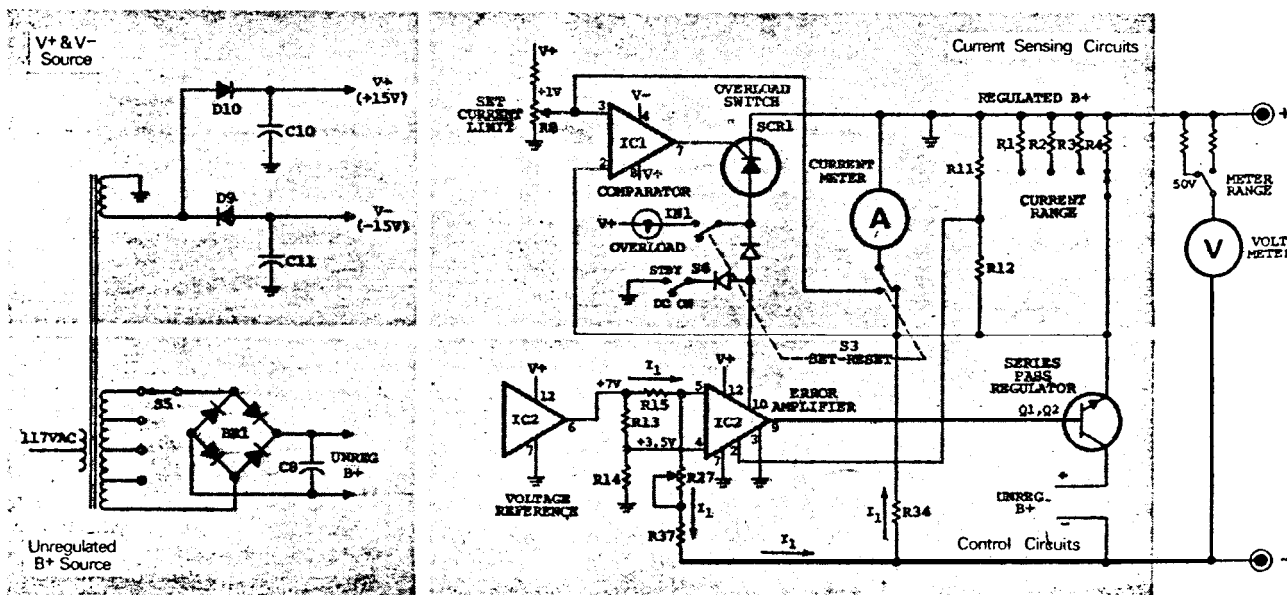 V+ & V-
Source
D10
V+
(+15V)
C10
D9
V-
(-15V)
C11
117VAC
S5
BR1
C8
UNREG
B+
Unregulated
B+ Source
Current Sensing Circuits
V+
+1V
SET
CURRENT
LIMIT
R8
3
V-
4
IC1
7
2
8
V+
COMPARATOR
OVERLOAD
SWITCH
SCR1
V+
IN1
OVERLOAD
STBY
S6
DC ON
CURRENT
METER
A
REGULATED B+
R1
R2
R3
R4
CURRENT
RANGE
R11
R12
50V
METER
RANGE
V
VOLT
METER
+
S3
SET-RESET
V+
12
IC2
6
7
VOLTAGE
REFERENCE
+7V
I1
R15
R13
+3.5V
R14
R27
I1
R37
I1
V+
5
12
10
IC2
9
4
3
2
7
ERROR
AMPLIFIER
I1
R34
SERIES
PASS
REGULATOR
Q1,Q2
+
UNREG
B+
-
Control Circuits
-